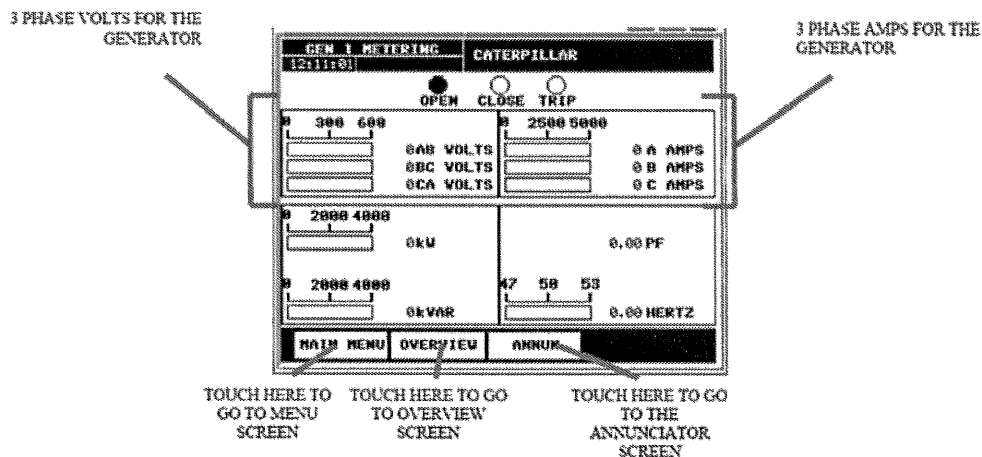 3 PHASE VOLTS FOR THE
GENERATOR
3 PHASE AMPS FOR THE
GENERATOR
GEN 1 METERING
12:11:01
CATERPILLAR
OPEN CLOSE TRIP
0 300 600
0AB VOLTS
0BC VOLTS
0CA VOLTS
0 2500 5000
0 A AMPS
0 B AMPS
0 C AMPS
0 2000 4000
0kW
0.00 PF
0 2000 4000
0kVAR
47 50 53
0.00 HERTZ
MAIN MENU OVERVIEW ANNUN
TOUCH HERE TO
GO TO MENU
SCREEN
TOUCH HERE TO GO
TO OVERVIEW
SCREEN
TOUCH HERE TO GO
TO THE
ANNUNCIATOR
SCREEN